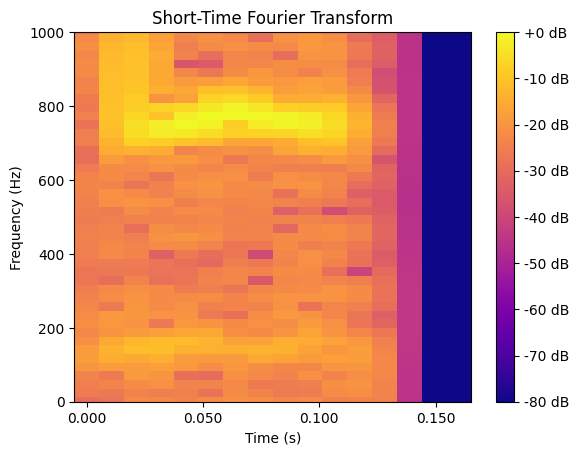 Short-Time Fourier Transform
1000
800
600
400
200
0
Frequency (Hz)
0.000
0.050
0.100
0.150
Time (s)
+0 dB
-10 dB
-20 dB
-30 dB
-40 dB
-50 dB
-60 dB
-70 dB
-80 dB